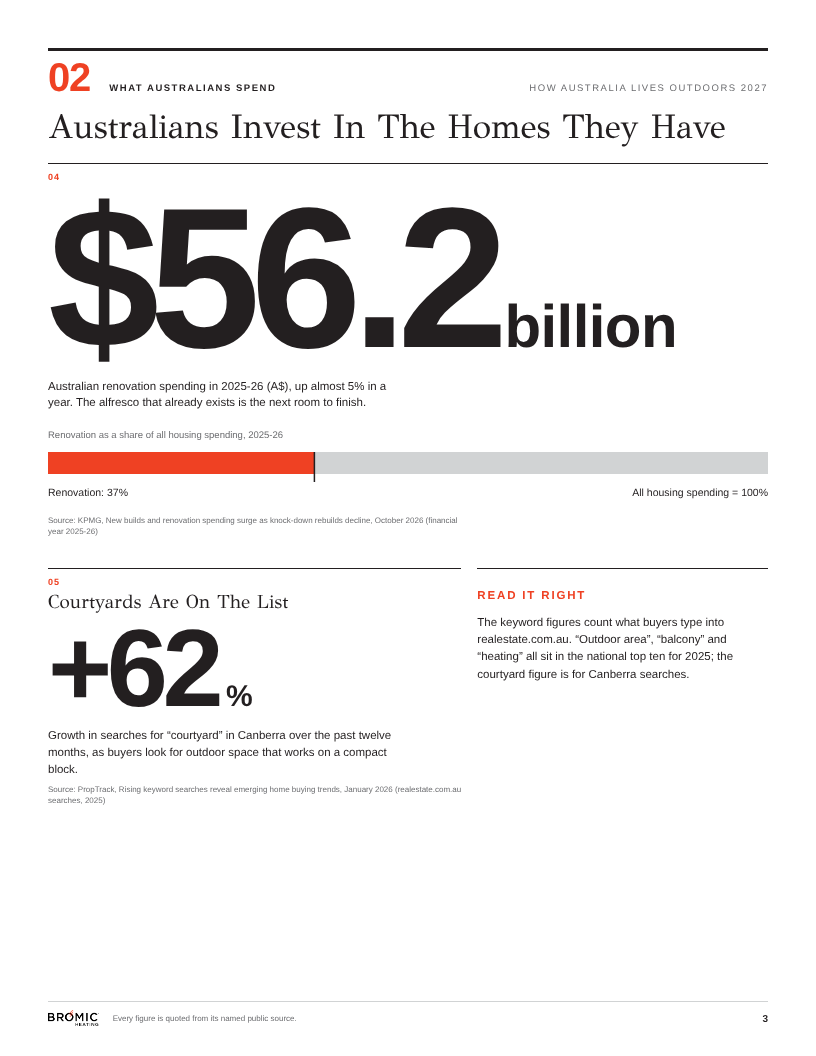 02 WHAT AUSTRALIANS SPEND
HOW AUSTRALIA LIVES OUTDOORS 2027
Australians Invest In The Homes They Have
04
$56.2 billion
Australian renovation spending in 2025-26 (A$), up almost 5% in a
year. The alfresco that already exists is the next room to finish.
Renovation as a share of all housing spending, 2025-26
Renovation: 37%
All housing spending = 100%
Source: KPMG, New builds and renovation spending surge as knock-down rebuilds decline, October 2026 (financial
year 2025-26)
05
Courtyards Are On The List
+62 %
Growth in searches for “courtyard” in Canberra over the past twelve
months, as buyers look for outdoor space that works on a compact
block.
Source: PropTrack, Rising keyword searches reveal emerging home buying trends, January 2026 (realestate.com.au
searches, 2025)
READ IT RIGHT
The keyword figures count what buyers type into
realestate.com.au. “Outdoor area”, “balcony” and
“heating” all sit in the national top ten for 2025; the
courtyard figure is for Canberra searches.
BROMIC
HEATING
Every figure is quoted from its named public source.
3